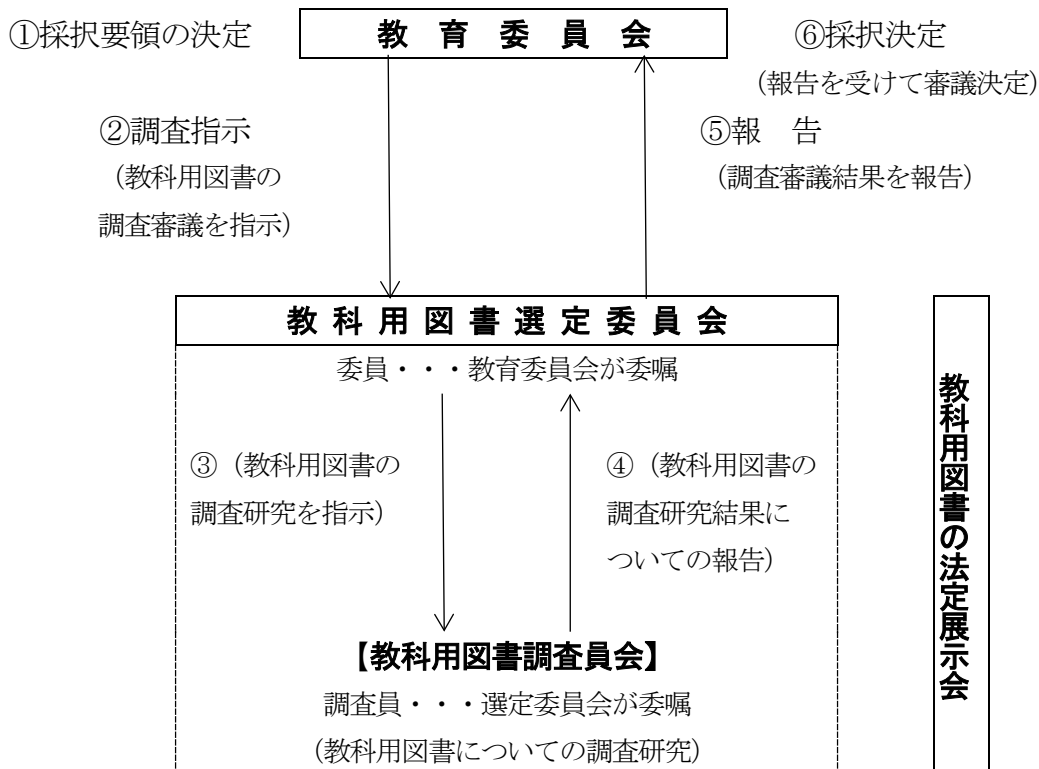 ①採択要領の決定
教 育 委 員 会
⑥採択決定
(報告を受けて審議決定)
②調査指示
(教科用図書の
調査審議を指示)
⑤報 告
(調査審議結果を報告)
教 科 用 図 書 選 定 委 員 会
委員・・・教育委員会が委嘱
③(教科用図書の
調査研究を指示)
④(教科用図書の
調査研究結果に
ついての報告)
【教科用図書調査員会】
調査員・・・選定委員会が委嘱
(教科用図書についての調査研究)
教科用図書の法定展示会